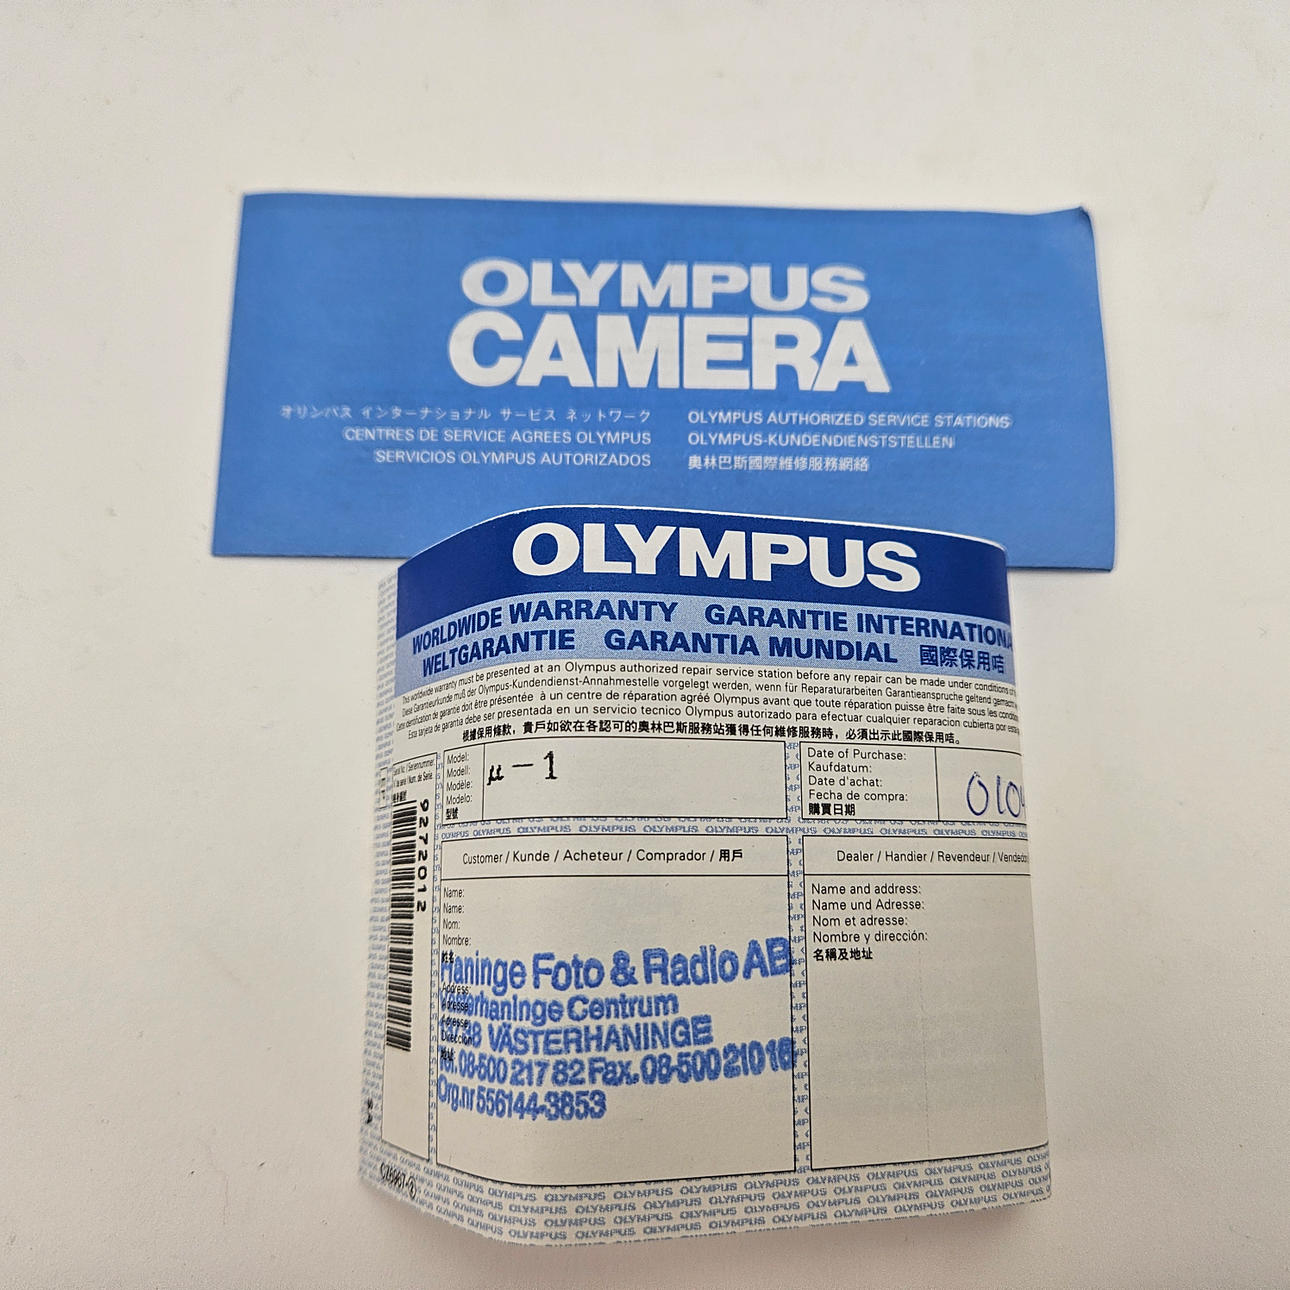 OLYMPUS
CAMERA
オリンパス インターナショナル サービス ネットワーク
CENTRES DE SERVICE AGREES OLYMPUS
SERVICIOS OLYMPUS AUTORIZADOS
OLYMPUS AUTHORIZED SERVICE STATIONS
OLYMPUS-KUNDENDIENSTSTELLEN
奥林巴斯國際維修服務網絡
OLYMPUS
WORLDWIDE WARRANTY GARANTIE INTERNATIONA
WELTGARANTIE GARANTIA MUNDIAL 國際保用咭
This worldwide warranty must be presented at an Olympus authorized repair service station before any repair can be made under conditions of
Diese Garantieurkunde muß der Olympus-Kundendienst-Annahmestelle vorgelegt werden, wenn für Reparaturarbeiten Garantieanspruche geltend gemacht
Cette identification de garantie doit être présentée à un centre de réparation agréé Olympus avant que toute réparation puisse être faite sous les
Esta tarjeta de garantia debe ser presentada en un servicio tecnico Olympus autorizado para efectuar cualquier reparacion cubierta por
根據保用條款，貴戶如欲在各認可的奧林巴斯服務站獲得任何維修服務時，必須出示此國際保用咭。
Model:
Modell:
Modèle:
Modelo:
型號
μ-1
Date of Purchase:
Kaufdatum:
Date d'achat:
Fecha de compra:
購買日期
010
9272012
Customer / Kunde / Acheteur / Comprador / 用戶
Name:
Name:
Nom:
Nombre:
姓名
Haninge Foto & Radio AB
Västerhaninge Centrum
38 VÄSTERHANINGE
Tel. 08-500 217 82 Fax. 08-500 210 16
Org.nr 556144-3853
Dealer / Handler / Revendeur /
Name and address:
Name und Adresse:
Nom et adresse:
Nombre y dirección:
名稱及地址